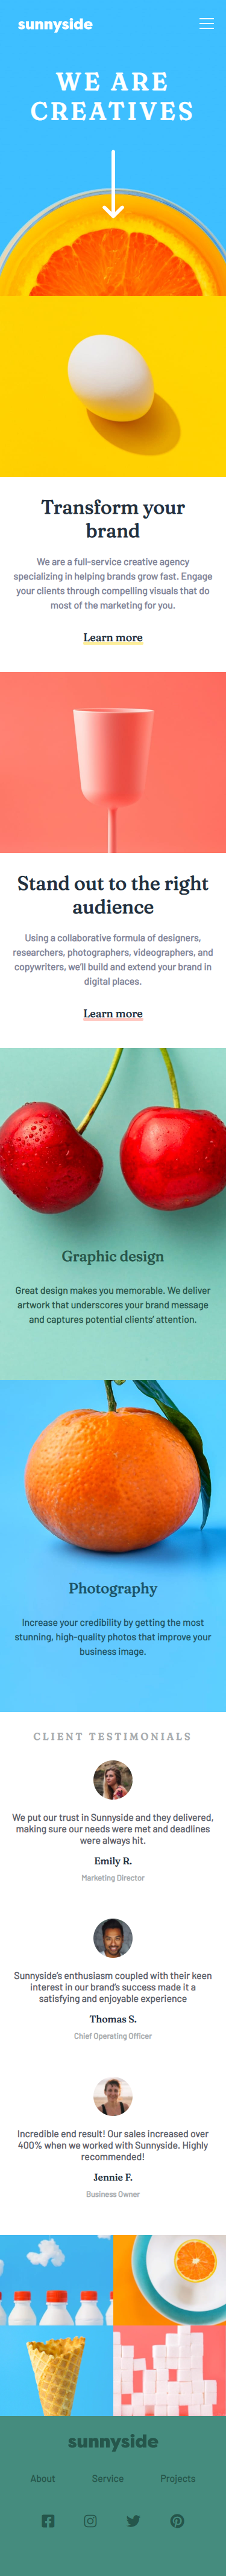 sunnyside
WE ARE
CREATIVES
Transform your
brand
We are a full-service creative agency
specializing in helping brands grow fast. Engage
your clients through compelling visuals that do
most of the marketing for you.
Learn more
Stand out to the right
audience
Using a collaborative formula of designers,
researchers, photographers, videographers, and
copywriters, we'll build and extend your brand in
digital places.
Learn more
Graphic design
Great design makes you memorable. We deliver
artwork that underscores your brand message
and captures potential clients' attention.
Photography
Increase your credibility by getting the most
stunning, high-quality photos that improve your
business image.
CLIENT TESTIMONIALS
We put our trust in Sunnyside and they delivered,
making sure our needs were met and deadlines
were always hit.
Emily R.
Marketing Director
Sunnyside's enthusiasm coupled with their keen
interest in our brand's success made it a
satisfying and enjoyable experience
Thomas S.
Chief Operating Officer
Incredible end result! Our sales increased over
400% when we worked with Sunnyside. Highly
recommended!
Jennie F.
Business Owner
sunnyside
About Service Projects